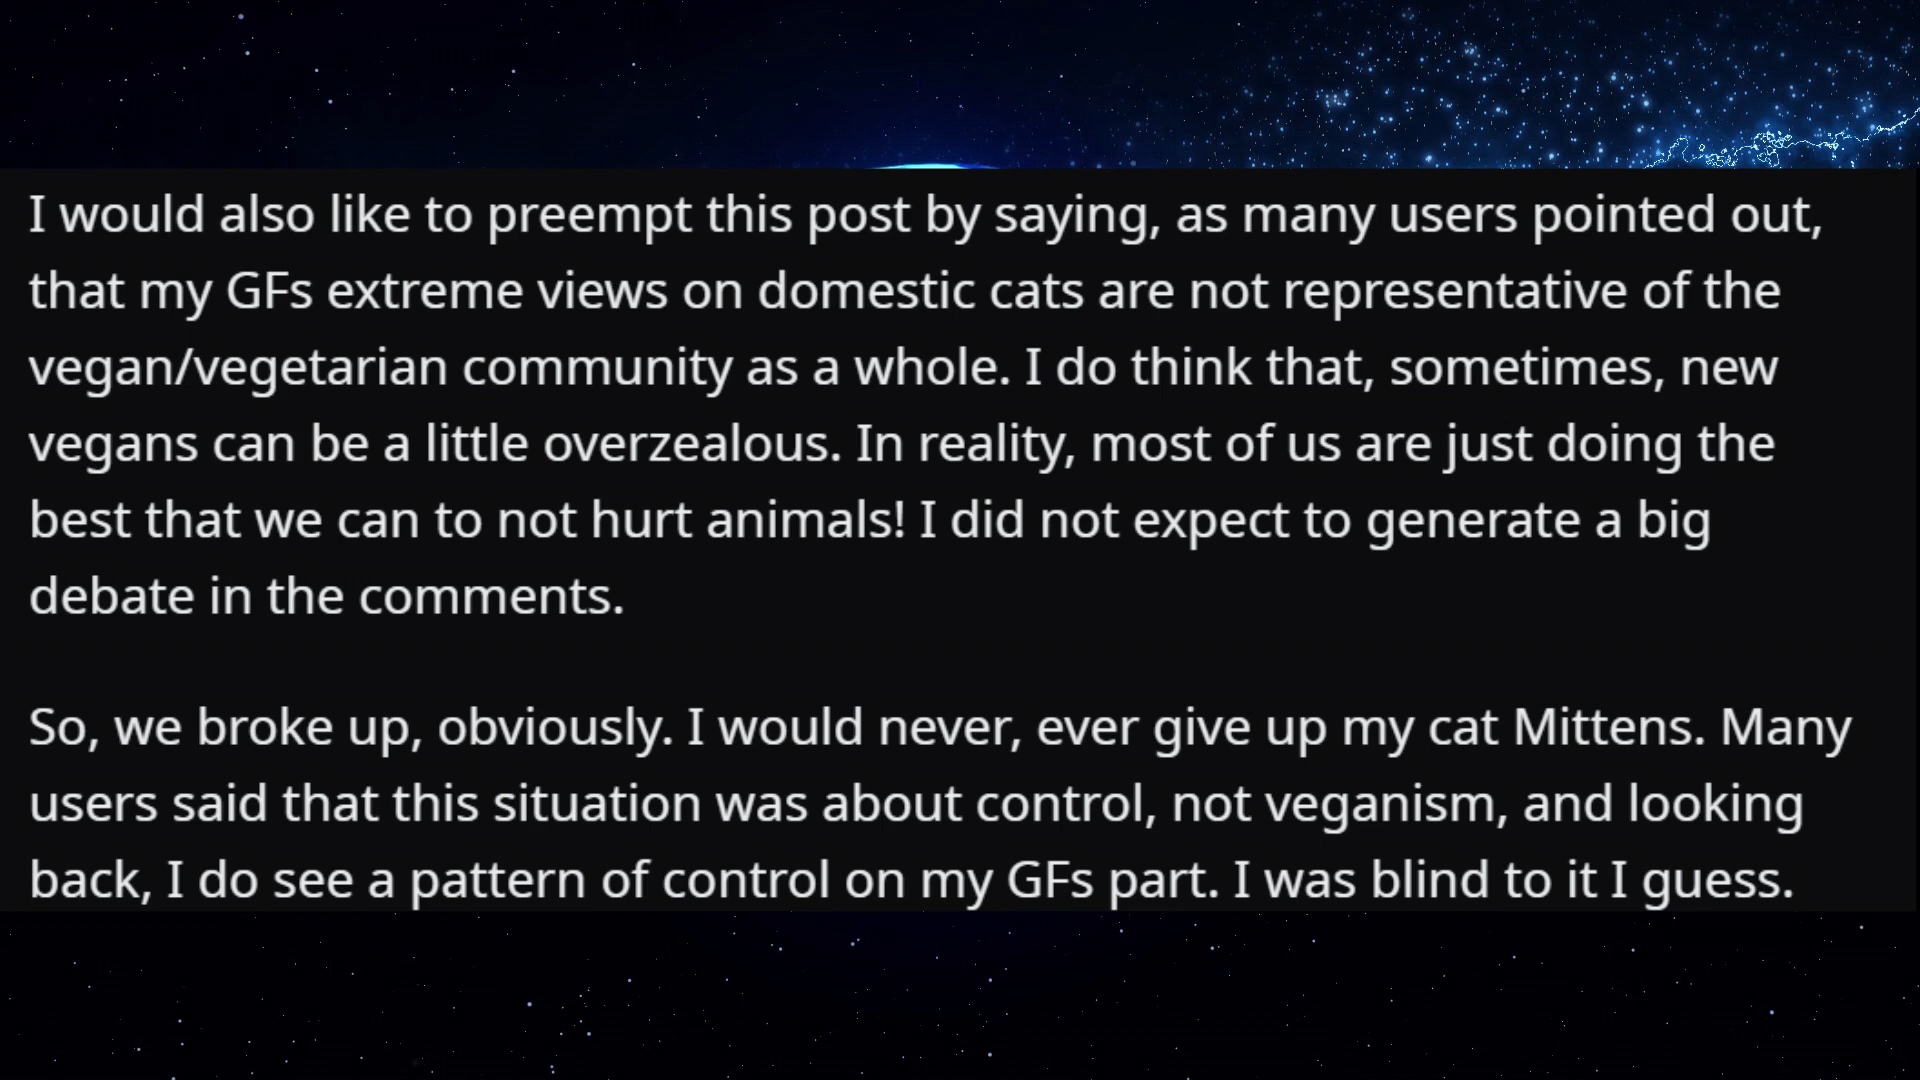 I would also like to preempt this post by saying, as many users pointed out,
that my GFs extreme views on domestic cats are not representative of the
vegan/vegetarian community as a whole. I do think that, sometimes, new
vegans can be a little overzealous. In reality, most of us are just doing the
best that we can to not hurt animals! I did not expect to generate a big
debate in the comments.
So, we broke up, obviously. I would never, ever give up my cat Mittens. Many
users said that this situation was about control, not veganism, and looking
back, I do see a pattern of control on my GFs part. I was blind to it I guess.